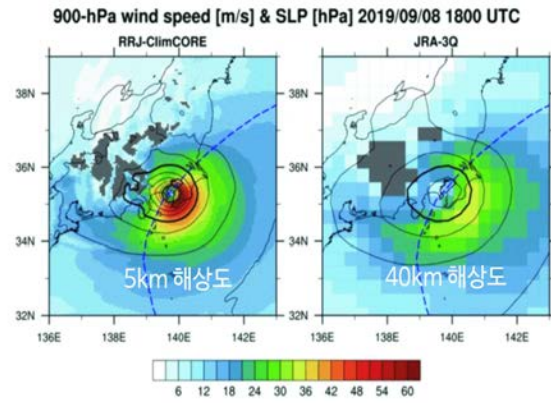 900-hPa wind speed [m/s] & SLP [hPa] 2019/09/08 1800 UTC
RRJ-ClimCORE
JRA-3Q
38N
36N
34N
32N
5km 해상도
136E 138E 140E 142E
38N
36N
34N
32N
40km 해상도
136E 138E 140E 142E
6 12 18 24 30 36 42 48 54 60